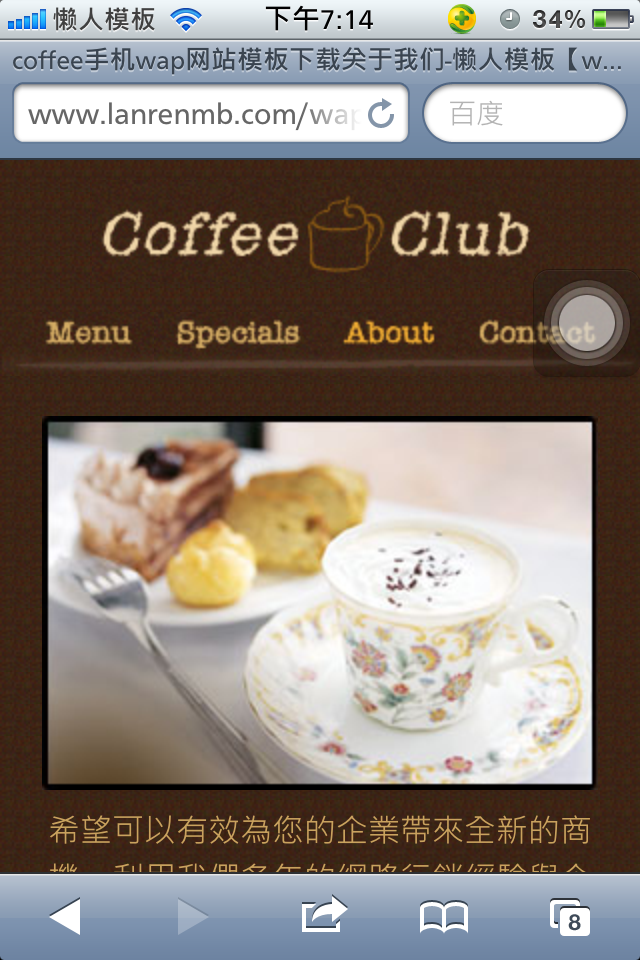 懒人模板 下午7:14 34%
coffee手机wap网站模板下载关于我们-懒人模板【w...
www.lanrenmb.com/wap 百度
Coffee Club
Menu Specials About Contact
希望可以有效為您的企業帶來全新的商
8